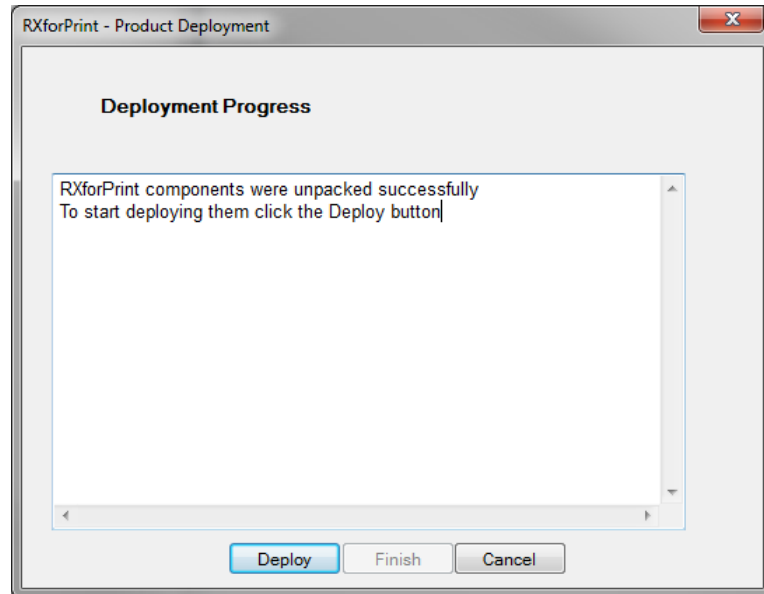 RXforPrint - Product Deployment
Deployment Progress
RXforPrint components were unpacked successfully
To start deploying them click the Deploy button
Deploy Finish Cancel